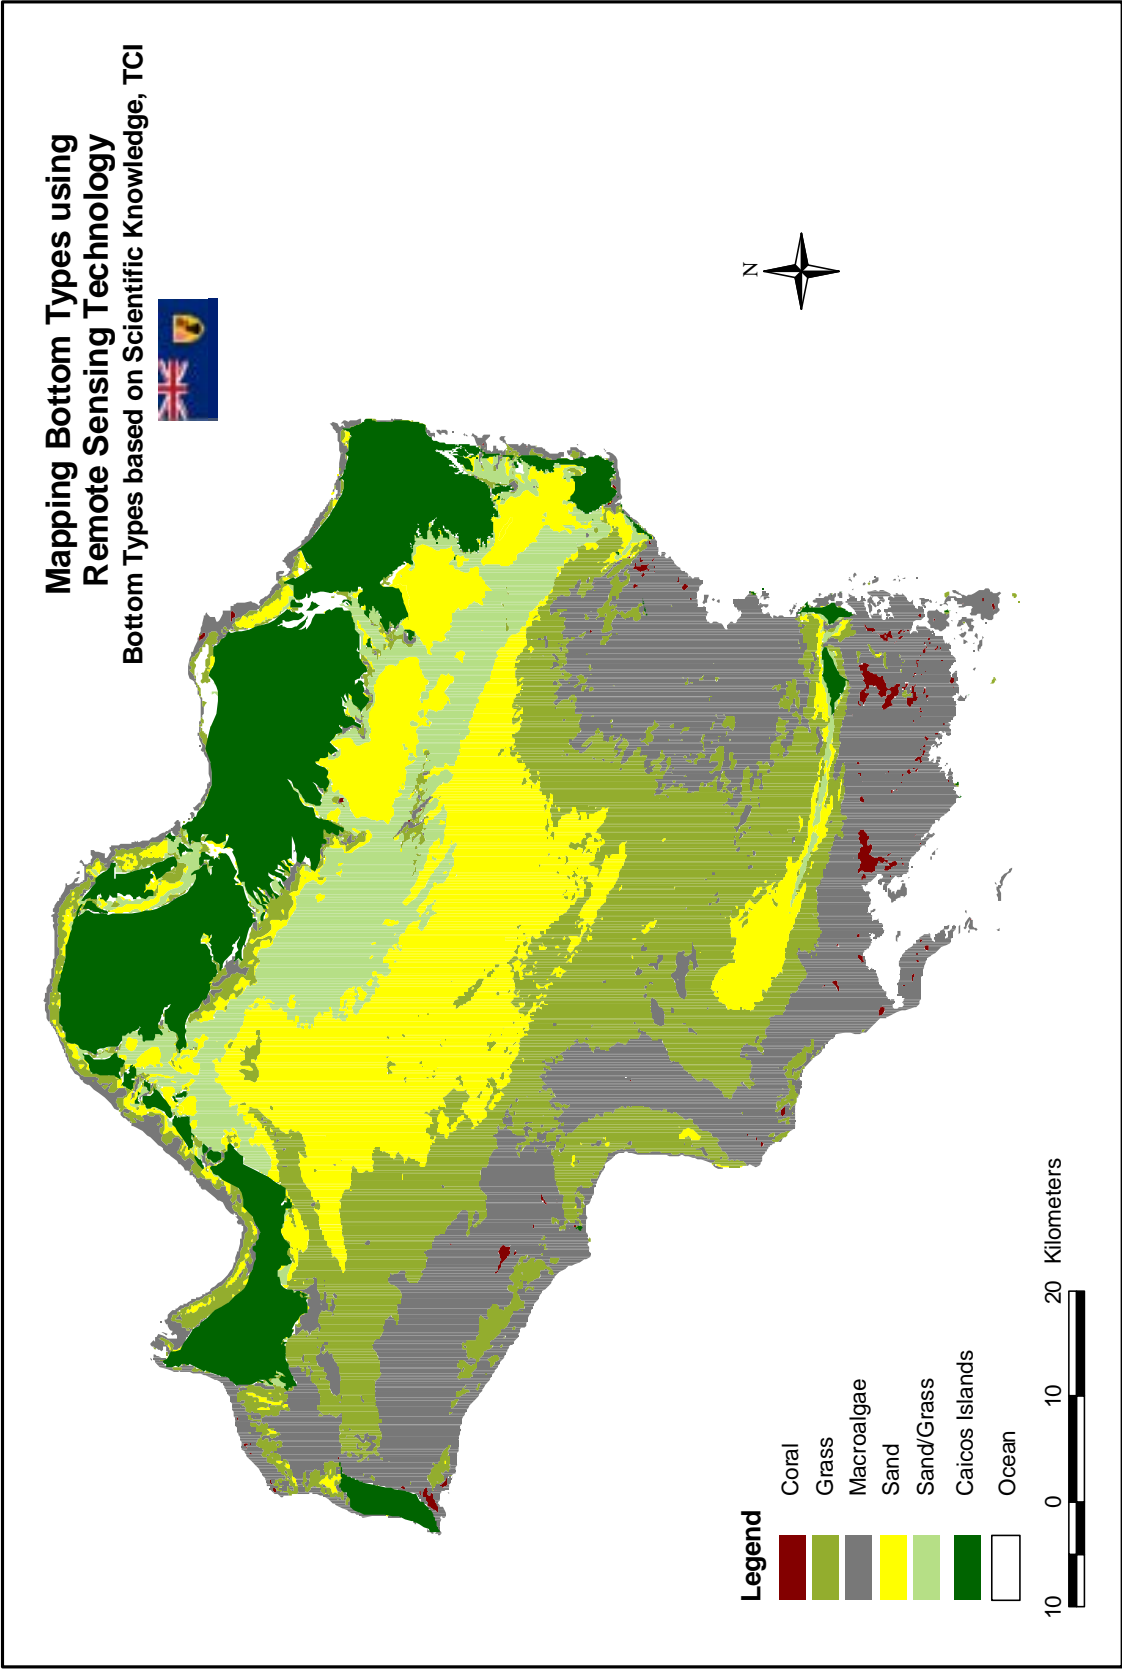 Mapping Bottom Types using
Remote Sensing Technology
Bottom Types based on Scientific Knowledge, TCI
N
Legend
Coral
Grass
Macroalgae
Sand
Sand/Grass
Caicos Islands
Ocean
10 0 10 20 Kilometers